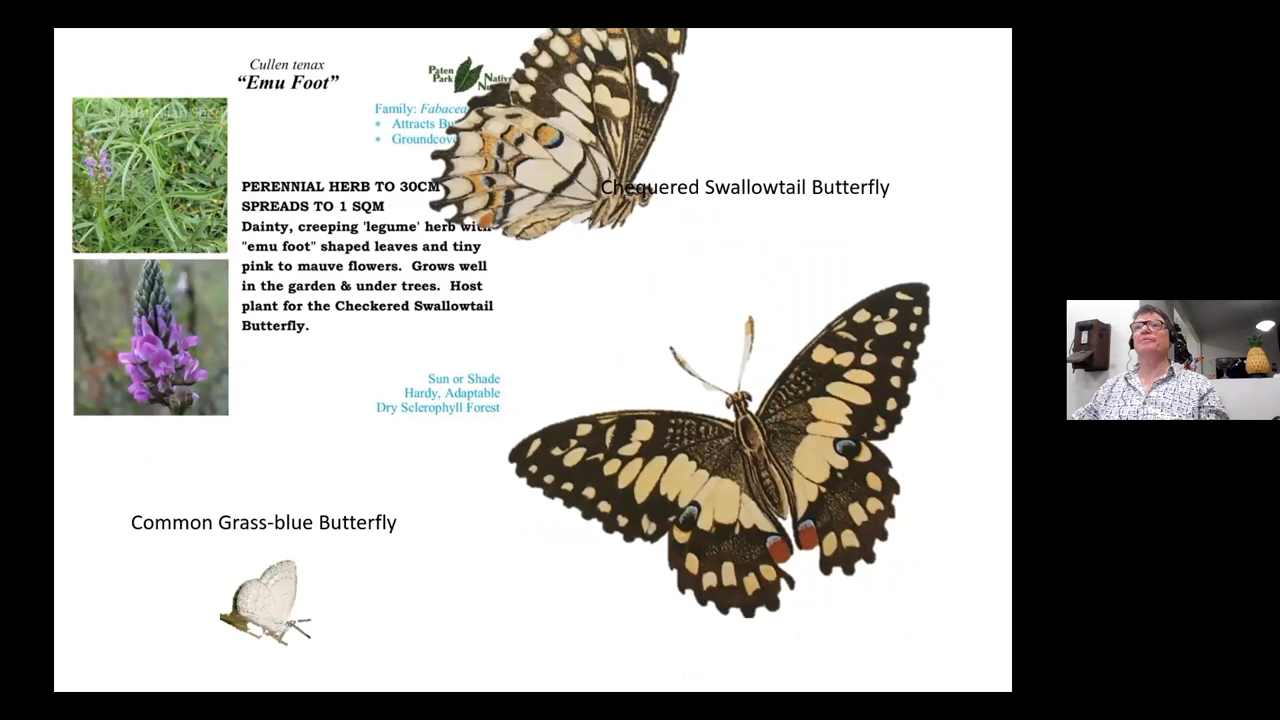 Cullen tenax
“Emu Foot”
Paten
Park
Native
Family: Fabacea
• Attracts Bu
• Groundcove
PERENNIAL HERB TO 30CM
SPREADS TO 1 SQM
Dainty, creeping 'legume' herb with
"emu foot" shaped leaves and tiny
pink to mauve flowers. Grows well
in the garden & under trees. Host
plant for the Checkered Swallowtail
Butterfly.
Sun or Shade
Hardy, Adaptable
Dry Sclerophyll Forest
Chequered Swallowtail Butterfly
Common Grass-blue Butterfly